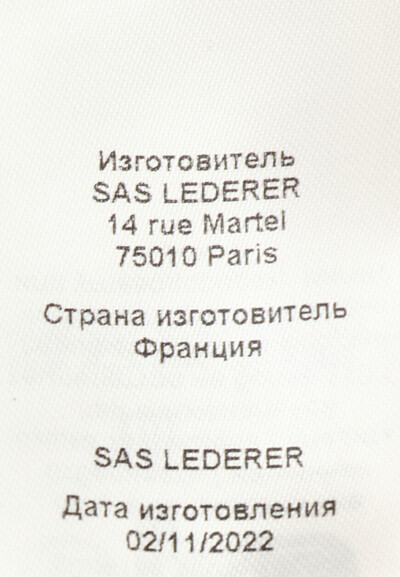 Изготовитель
SAS LEDERER
14 rue Martel
75010 Paris
Страна изготовитель
Франция
SAS LEDERER
Дата изготовления
02/11/2022